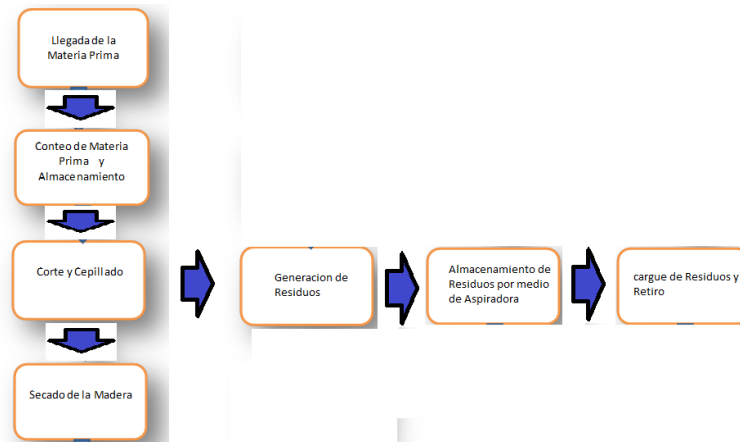 Llegada de la
Materia Prima
Conteo de Materia
Prima y
Almacenamiento
Corte y Cepillado
Generacion de
Residuos
Almacenamiento de
Residuos por medio
de Aspiradora
cargue de Residuos y
Retiro
Secado de la Madera